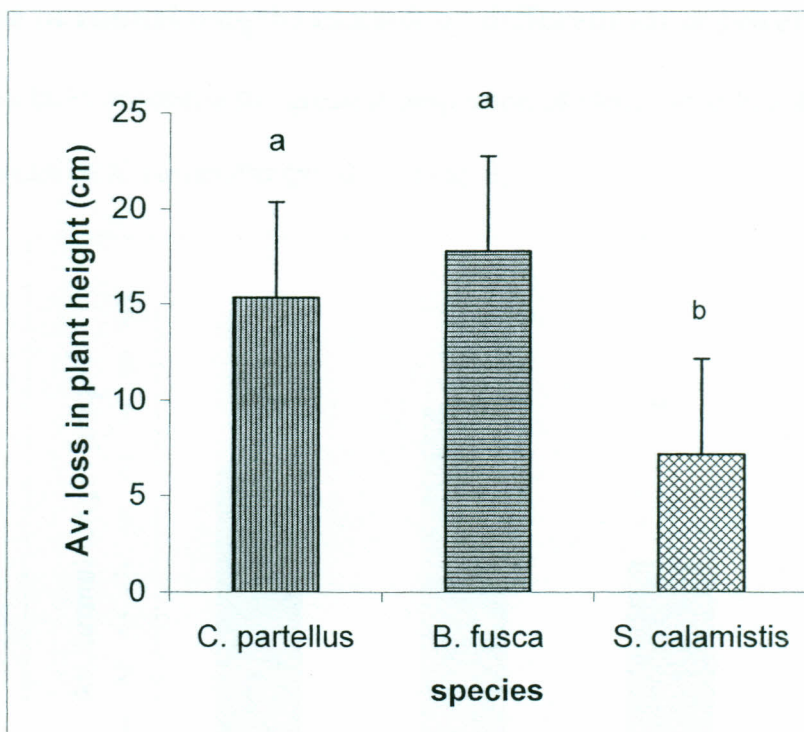 Av. loss in plant height (cm)
25
20
15
10
5
0
a
a
b
C. partellus
B. fusca
S. calamistis
species